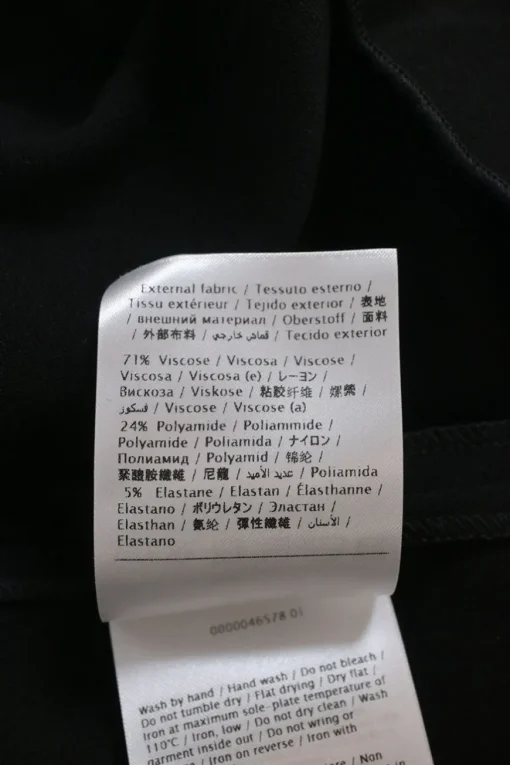 External fabric / Tessuto esterno /
Tissu extérieur / Tejido exterior / 表地
/ внешний материал / Oberstoff / 面料
/ 外部布料 / قماش خارجي / Tecido exterior
71% Viscose / Viscosa / Viscose /
Viscosa / Viscosa (e) / レーヨン /
Вискоза / Viskose / 粘胶纤维 / 嫘縈 /
فسكوز / Viscose / Viscose (a)
24% Polyamide / Poliammide /
Polyamide / Poliamida / ナイロン /
Полиамид / Polyamid / 锦纶 /
聚醯胺纖維 / 尼龍 / عديد الأميد / Poliamida
5% Elastane / Elastan / Élasthanne /
Elastano / ポリウレタン / Эластан /
Elasthan / 氨纶 / 彈性纖維 / الأستان /
Elastano
0000046578 01
Wash by hand / Hand wash / Do not bleach /
Do not tumble dry / Flat drying / Dry flat /
Iron at maximum sole-plate temperature of
110°C / Iron, low / Do not dry clean / Wash
garment inside out / Do not wring or
/ Iron on reverse / Iron with
/ Non